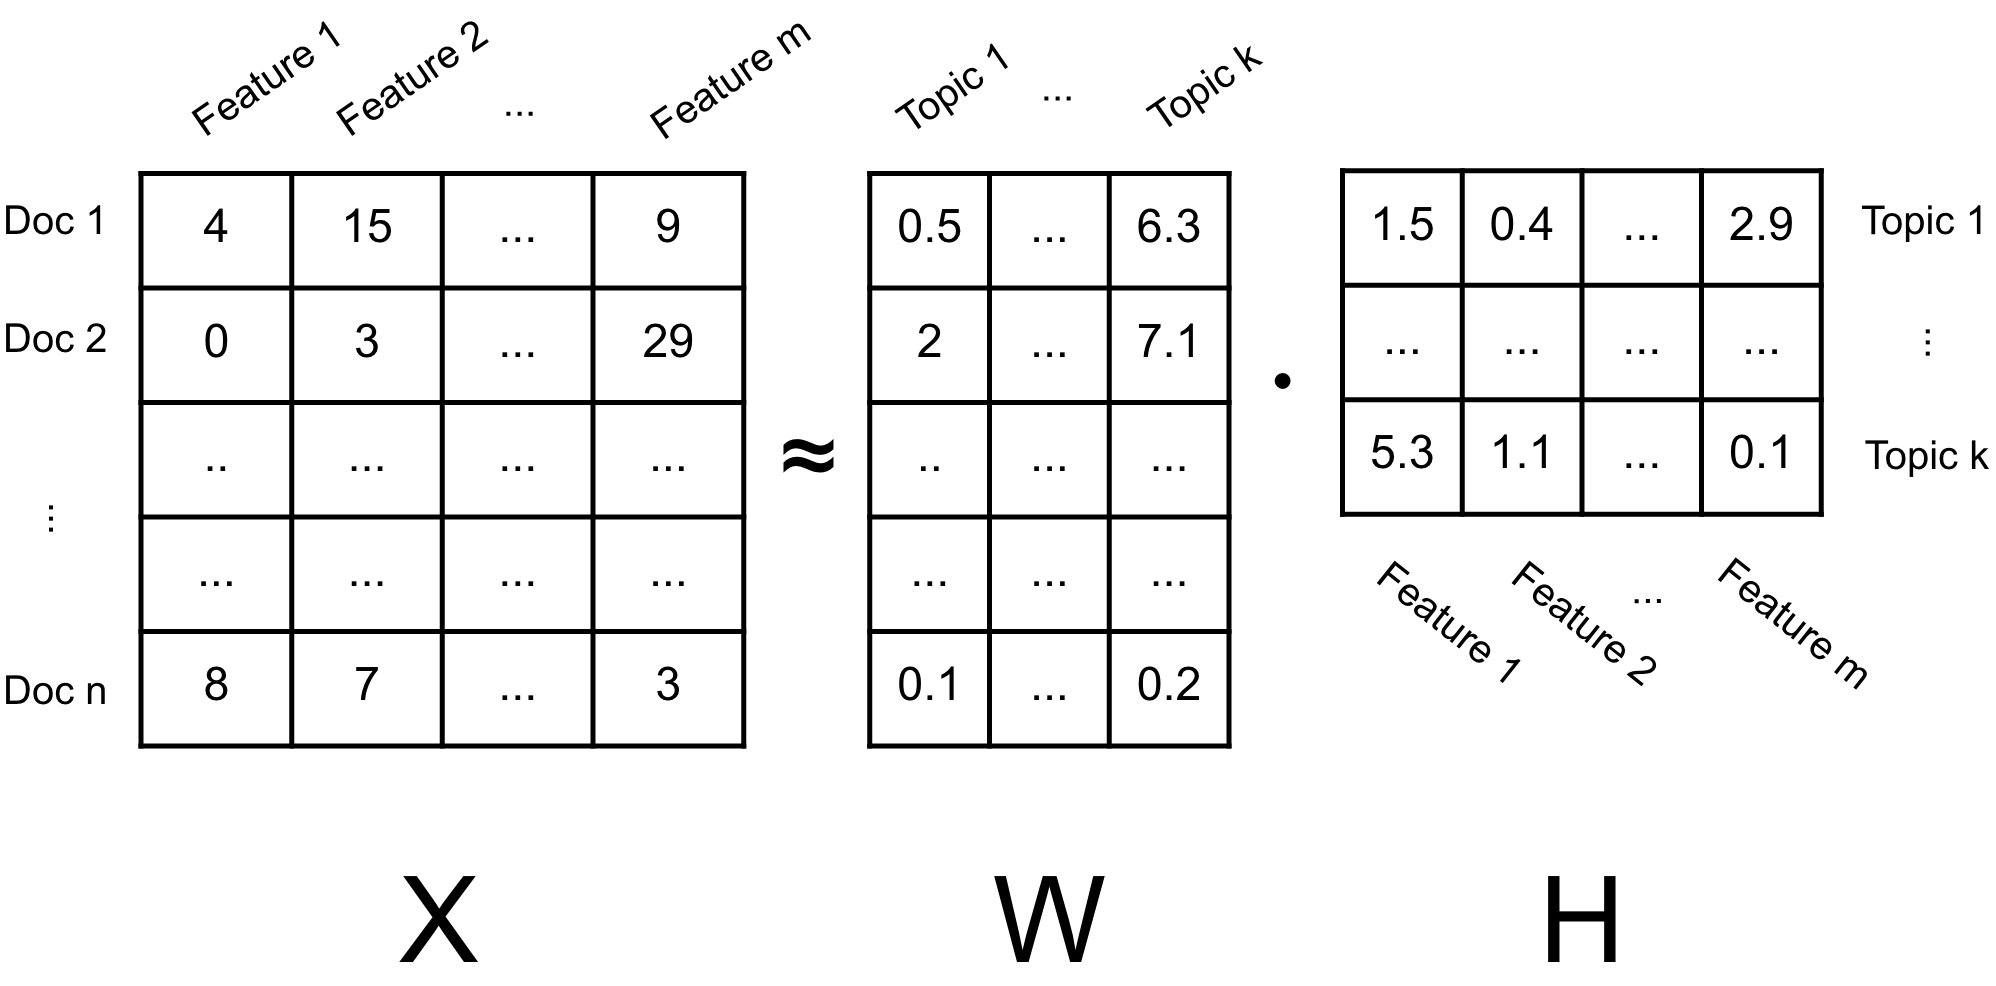 Feature 1 Feature 2 ... Feature m
Topic 1 ... Topic k
Doc 1 4 15 ... 9
Doc 2 0 3 ... 29
.. ... ... ...
⋮
... ... ... ...
Doc n 8 7 ... 3
≈
0.5 ... 6.3
2 ... 7.1
.. ... ...
... ... ...
0.1 ... 0.2
•
1.5 0.4 ... 2.9 Topic 1
... ... ... ... ⋮
5.3 1.1 ... 0.1 Topic k
Feature 1 Feature 2 ... Feature m
X W H